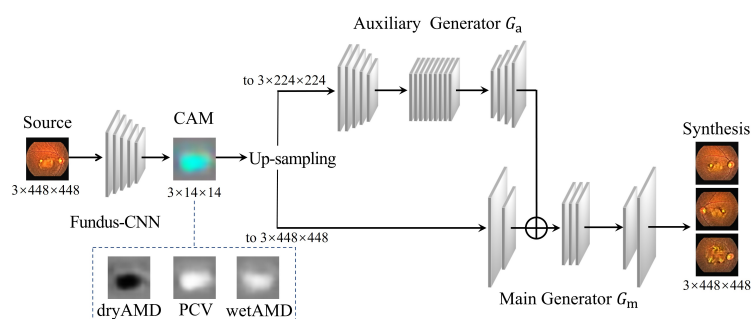 Auxiliary Generator Gₐ
to 3×224×224
Source
CAM
Synthesis
Up-sampling
3×448×448
3×14×14
Fundus-CNN
to 3×448×448
3×448×448
Main Generator Gₘ
dryAMD PCV wetAMD